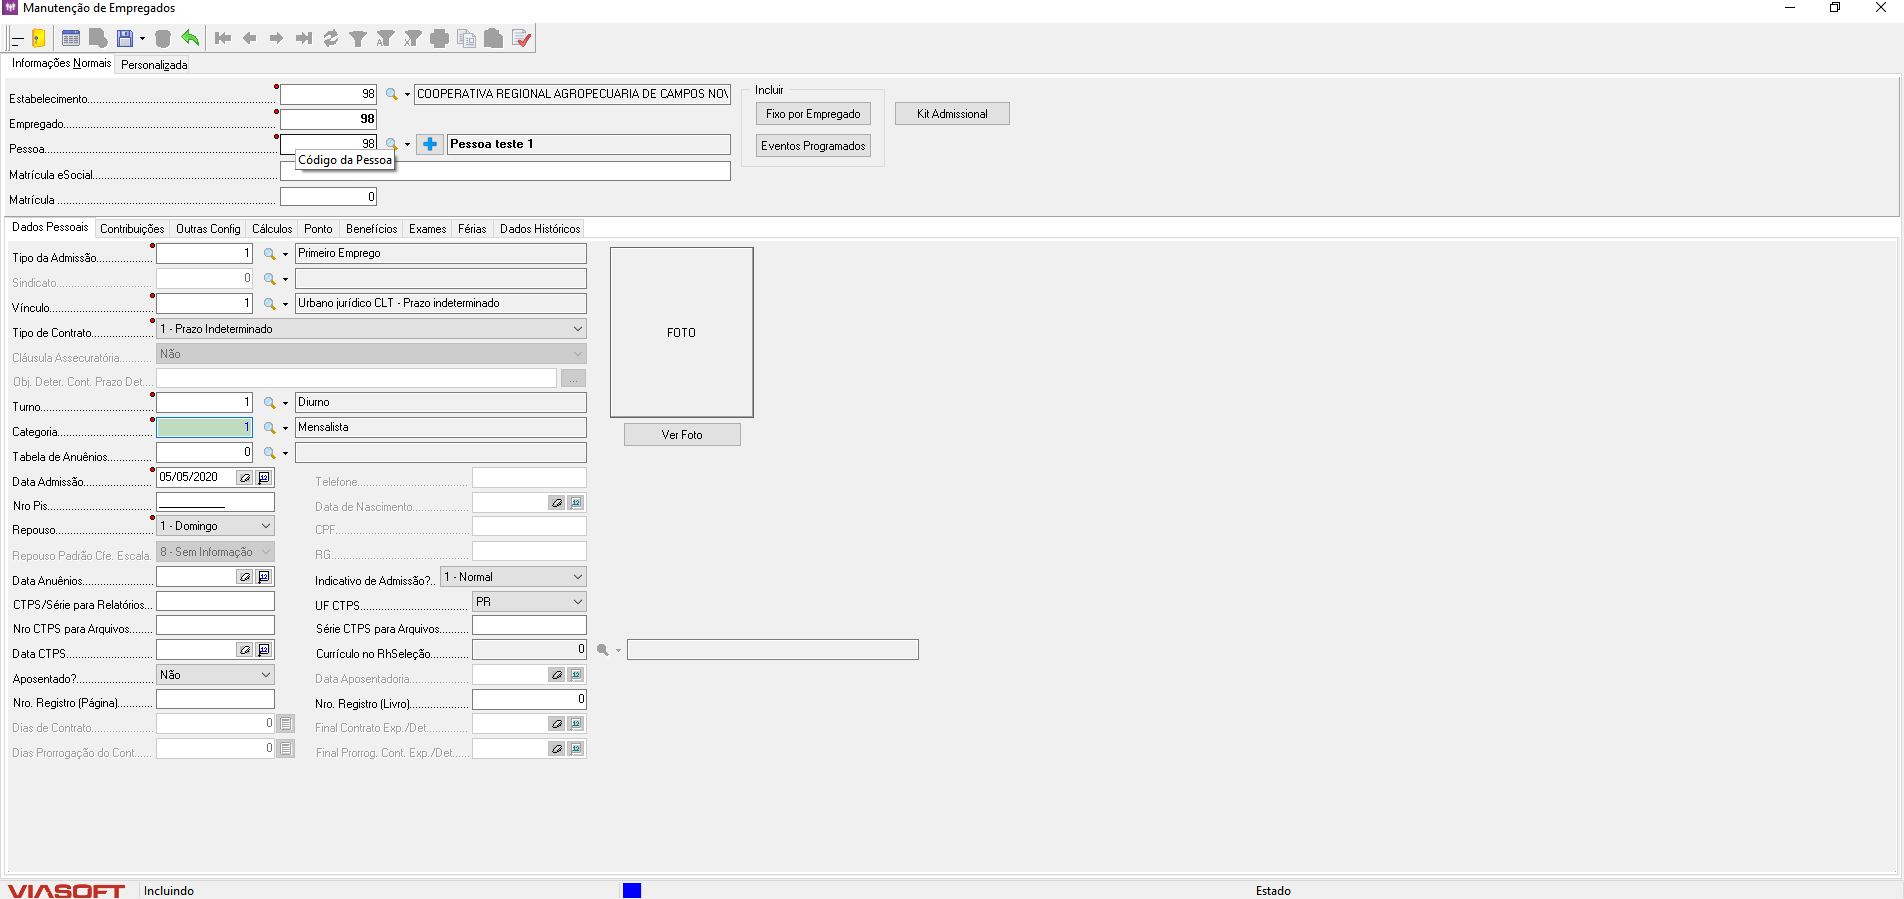 Manutenção de Empregados
Informações Normais Personalizada
Estabelecimento 98 COOPERATIVA REGIONAL AGROPECUARIA DE CAMPOS NOV
Empregado 98
Pessoa 98 Pessoa teste 1
Código da Pessoa
Matrícula eSocial
Matrícula 0
Incluir
Fixo por Empregado
Eventos Programados
Kit Admissional
Dados Pessoais Contribuições Outras Config Cálculos Ponto Benefícios Exames Férias Dados Históricos
Tipo da Admissão 1 Primeiro Emprego
Sindicato 0
Vínculo 1 Urbano jurídico CLT - Prazo indeterminado
Tipo de Contrato 1 - Prazo Indeterminado
Cláusula Assecuratória Não
Obj. Deter. Cont. Prazo Det. ...
Turno 1 Diurno
Categoria 1 Mensalista
Tabela de Anuênios 0
FOTO
Ver Foto
Data Admissão 05/05/2020 Telefone
Nro Pis Data de Nascimento
Repouso 1 - Domingo CPF
Repouso Padrão Cfe. Escala. 8 - Sem Informação RG
Data Anuênios Indicativo de Admissão? 1 - Normal
CTPS/Série para Relatórios UF CTPS PR
Nro CTPS para Arquivos Série CTPS para Arquivos
Data CTPS Currículo no RhSeleção 0
Aposentado? Não Data Aposentadoria
Nro. Registro (Página) Nro. Registro (Livro) 0
Dias de Contrato 0 Final Contrato Exp./Det.
Dias Prorrogação do Cont. 0 Final Prorrog. Cont. Exp./Det.
VIASOFT Incluindo Estado